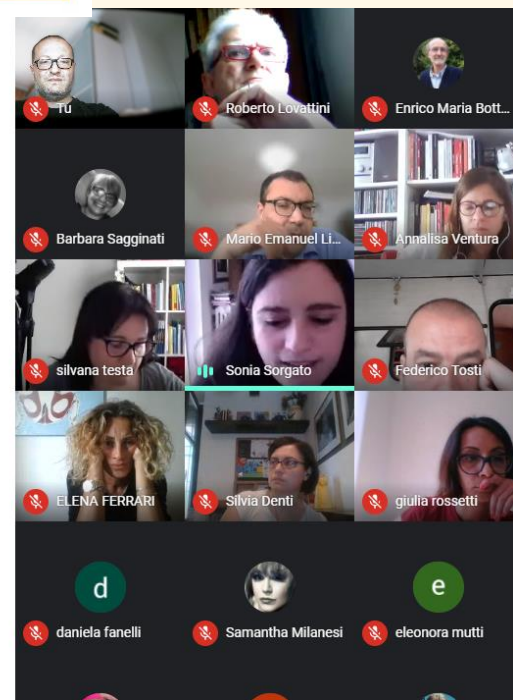 Tu
Roberto Lovattini
Enrico Maria Bott...
Barbara Sagginati
Mario Emanuel Li...
Annalisa Ventura
silvana testa
Sonia Sorgato
Federico Tosti
ELENA FERRARI
Silvia Denti
giulia rossetti
d
daniela fanelli
Samantha Milanesi
e
eleonora mutti